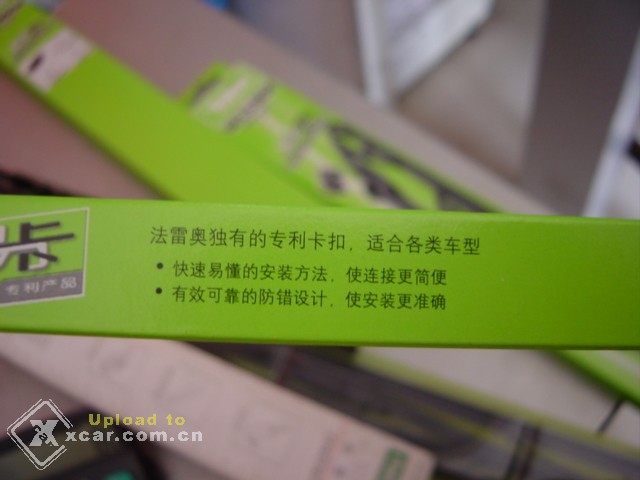 卡
专利产品
法雷奥独有的专利卡扣，适合各类车型
• 快速易懂的安装方法，使连接更简便
• 有效可靠的防错设计，使安装更准确
Upload to
xcar.com.cn